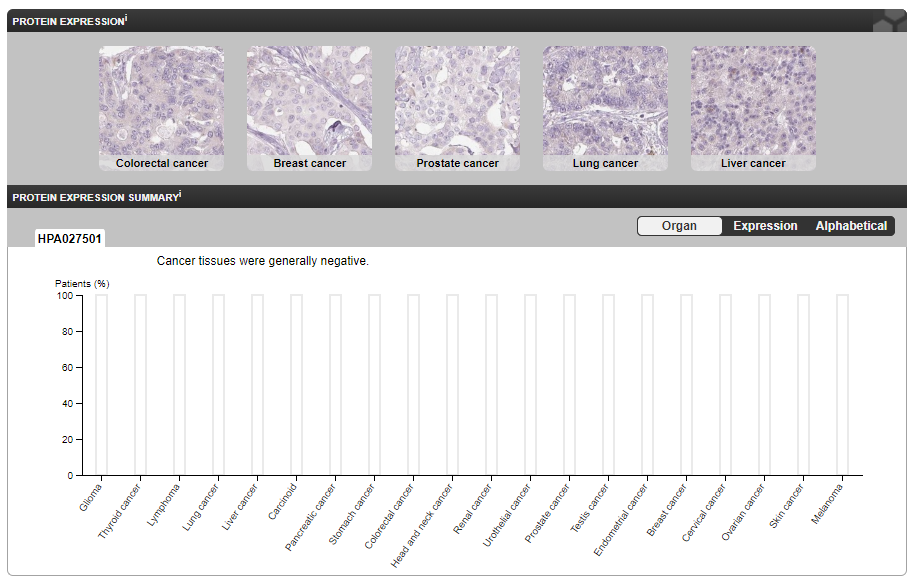 PROTEIN EXPRESSIONi
Colorectal cancer
Breast cancer
Prostate cancer
Lung cancer
Liver cancer
PROTEIN EXPRESSION SUMMARYi
Organ
Expression
Alphabetical
HPA027501
Cancer tissues were generally negative.
Patients (%)
100
80
60
40
20
0
Glioma
Thyroid cancer
Lymphoma
Lung cancer
Liver cancer
Carcinoid
Pancreatic cancer
Stomach cancer
Colorectal cancer
Head and neck cancer
Renal cancer
Urothelial cancer
Prostate cancer
Testis cancer
Endometrial cancer
Breast cancer
Cervical cancer
Ovarian cancer
Skin cancer
Melanoma